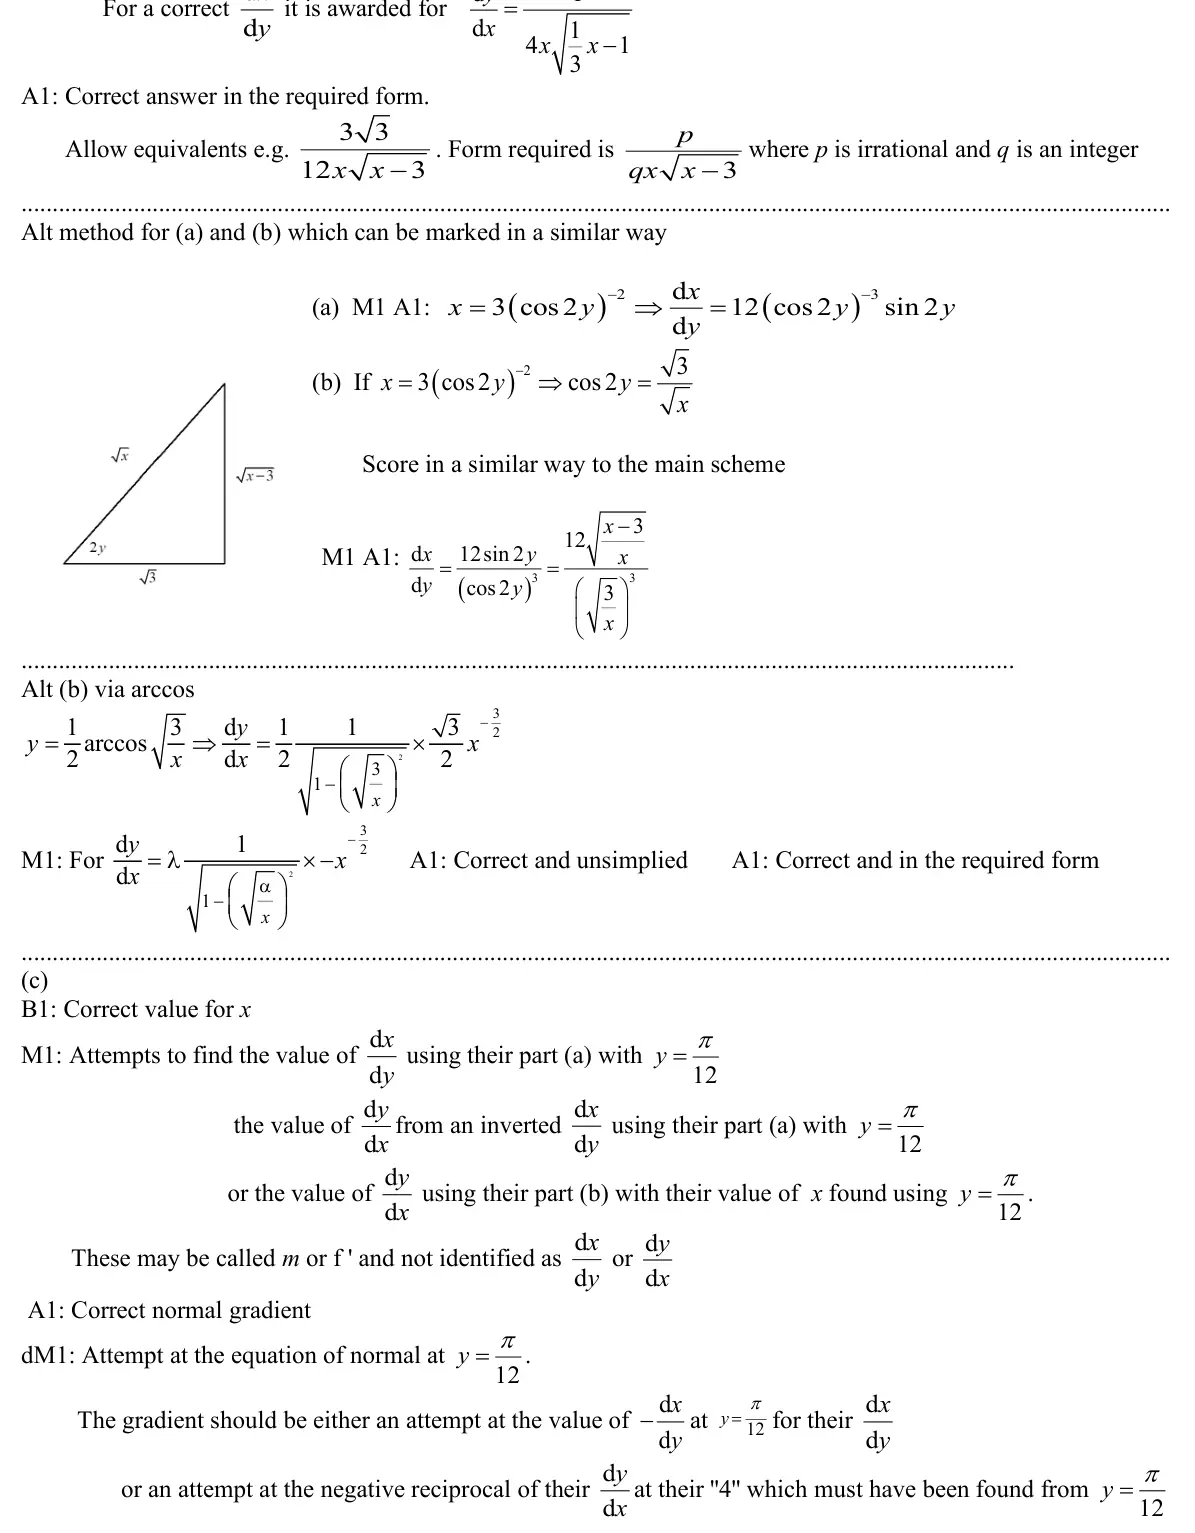 For a correct dx/dy it is awarded for dy/dx = /(4x√(1/3 x−1))
A1: Correct answer in the required form.
Allow equivalents e.g. 3√3/(12x√(x−3)) . Form required is p/(qx√(x−3)) where p is irrational and q is an integer
Alt method for (a) and (b) which can be marked in a similar way
(a) M1 A1: x = 3(cos 2y)⁻² ⇒ dx/dy = 12(cos 2y)⁻³ sin 2y
(b) If x = 3(cos 2y)⁻² ⇒ cos 2y = √3/√x
√x
√(x−3)
2y
√3
Score in a similar way to the main scheme
M1 A1: dx/dy = 12 sin 2y/(cos 2y)³ = 12√((x−3)/x)/(√(3/x))³
Alt (b) via arccos
y = 1/2 arccos √(3/x) ⇒ dy/dx = 1/2 1/√(1−(√(3/x))²) × √3/2 x^(−3/2)
M1: For dy/dx = λ 1/√(1−(√(α/x))²) × −x^(−3/2) A1: Correct and unsimplied A1: Correct and in the required form
(c)
B1: Correct value for x
M1: Attempts to find the value of dx/dy using their part (a) with y = π/12
the value of dy/dx from an inverted dx/dy using their part (a) with y = π/12
or the value of dy/dx using their part (b) with their value of x found using y = π/12 .
These may be called m or f ' and not identified as dx/dy or dy/dx
A1: Correct normal gradient
dM1: Attempt at the equation of normal at y = π/12 .
The gradient should be either an attempt at the value of −dx/dy at y = π/12 for their dx/dy
or an attempt at the negative reciprocal of their dy/dx at their "4" which must have been found from y = π/12